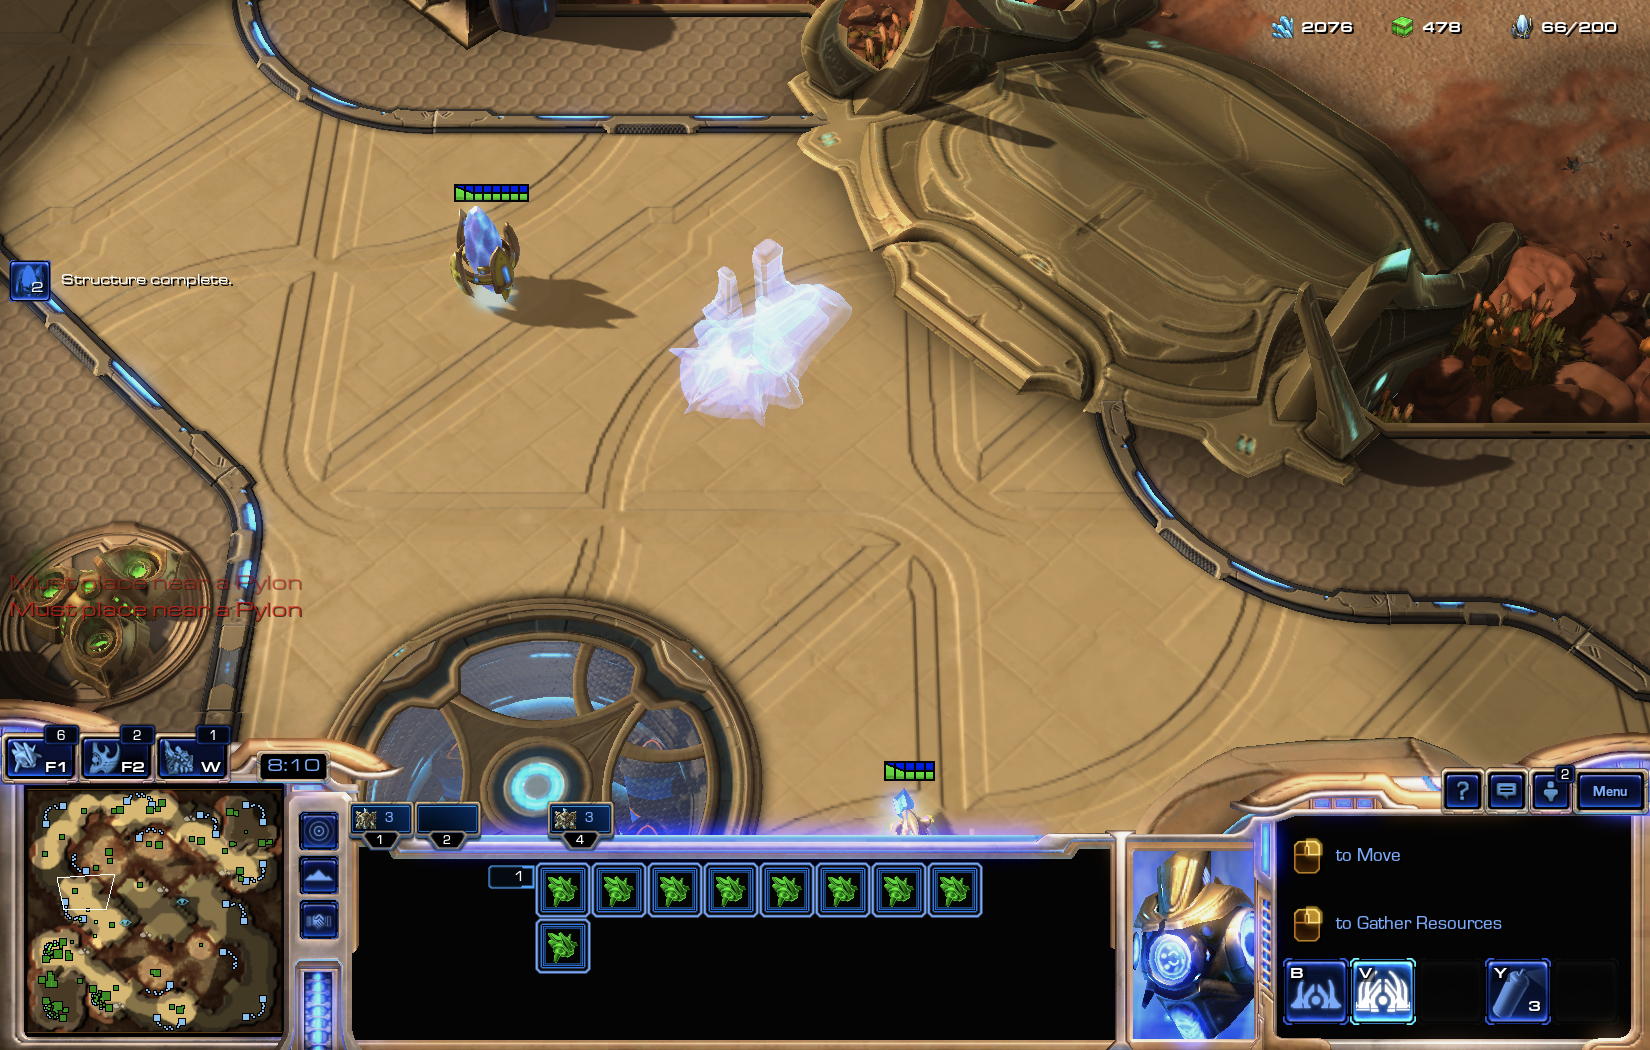 2076 478 66/200
2 Structure complete.
Must place near a Pylon
Must place near a Pylon
6 2 1
F1 F2 W
8:10
2
? Menu
3 3
1 2 4
1
to Move
to Gather Resources
B V Y
3